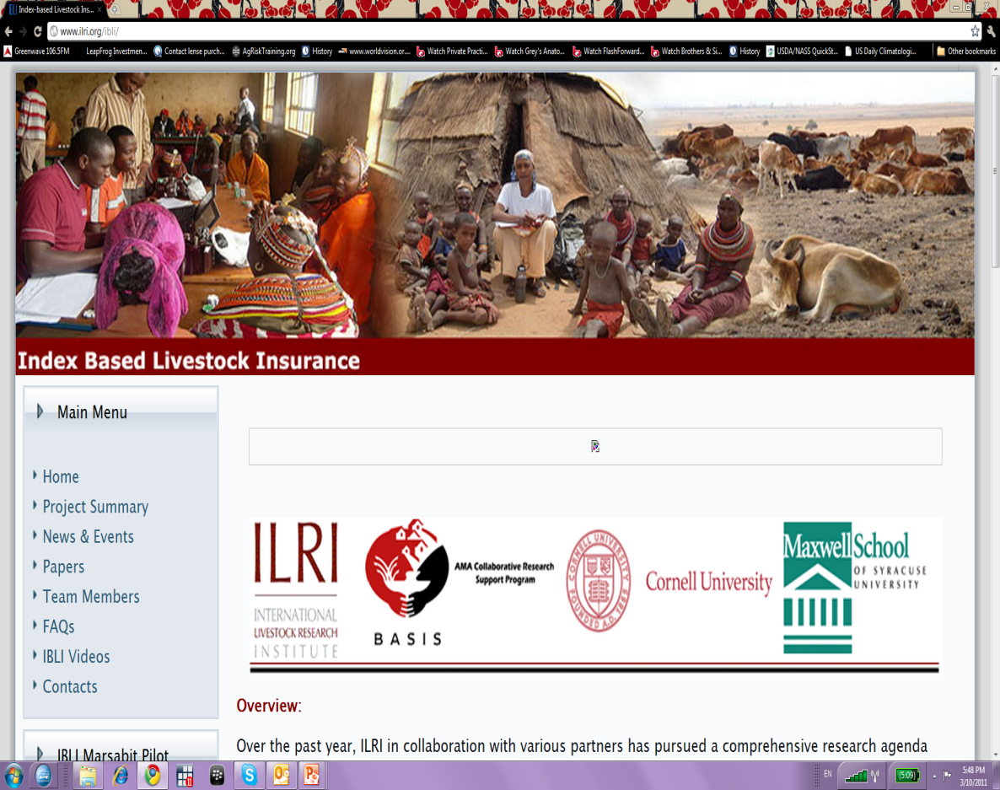 Index-based Livestock Ins...
www.ilri.org/ibli/
Greenwave 106.5FM LeapFrog Investmen... Contact lense purch... AgRiskTraining.org History www.worldvision.or.... Watch Private Practi... Watch Grey's Anato... Watch FlashForward... Watch Brothers & Si... History USDA/NASS QuickSt... US Daily Climatologi... Other bookmarks
Index Based Livestock Insurance
Main Menu
Home
Project Summary
News & Events
Papers
Team Members
FAQs
IBLI Videos
Contacts
IBLI Marsabit Pilot
ILRI
INTERNATIONAL
LIVESTOCK RESEARCH
INSTITUTE
AMA Collaborative Research
Support Program
BASIS
CORNELL UNIVERSITY
FOUNDED A.D. 1865
Cornell University
Maxwell School
OF SYRACUSE
UNIVERSITY
Overview:
Over the past year, ILRI in collaboration with various partners has pursued a comprehensive research agenda
EN
(5:09)
5:48 PM
3/10/2011